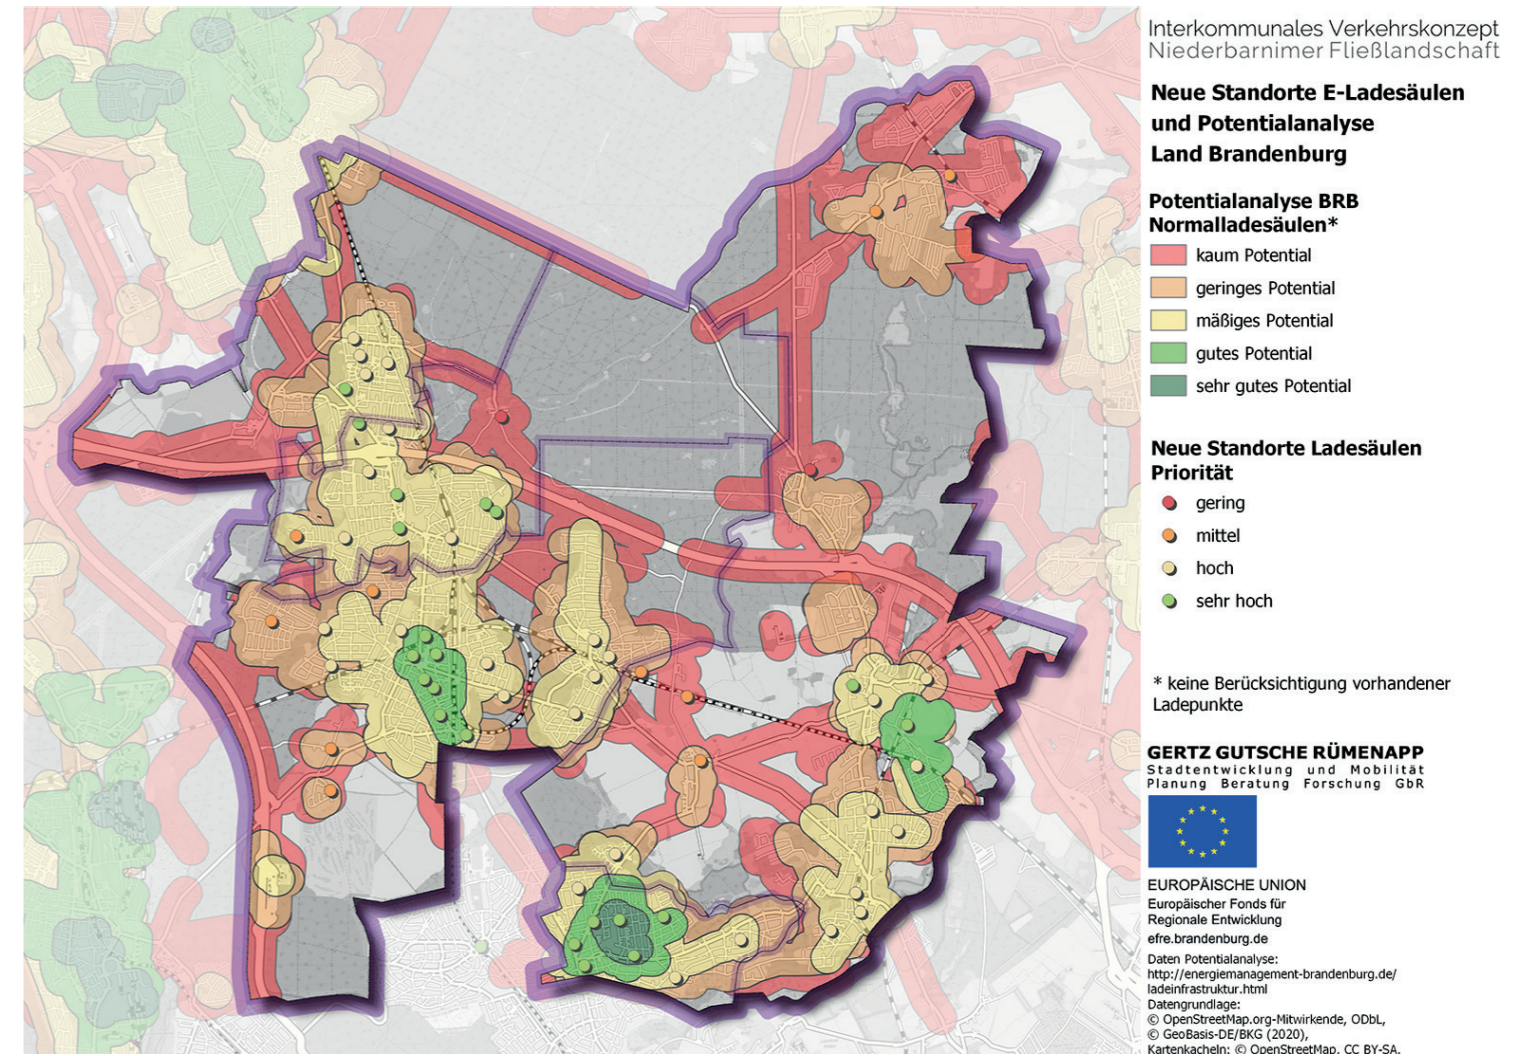 Interkommunales Verkehrskonzept
Niederbarnimer Fließlandschaft
Neue Standorte E-Ladesäulen
und Potentialanalyse
Land Brandenburg
Potentialanalyse BRB
Normalladesäulen*
kaum Potential
geringes Potential
mäßiges Potential
gutes Potential
sehr gutes Potential
Neue Standorte Ladesäulen
Priorität
gering
mittel
hoch
sehr hoch
* keine Berücksichtigung vorhandener
Ladepunkte
GERTZ GUTSCHE RÜMENAPP
Stadtentwicklung und Mobilität
Planung Beratung Forschung GbR
EUROPÄISCHE UNION
Europäischer Fonds für
Regionale Entwicklung
efre.brandenburg.de
Daten Potentialanalyse:
http://energiemanagement-brandenburg.de/
ladeinfrastruktur.html
Datengrundlage:
© OpenStreetMap.org-Mitwirkende, ODbL,
© GeoBasis-DE/BKG (2020),
Kartenkacheln: © OpenStreetMap, CC BY-SA.